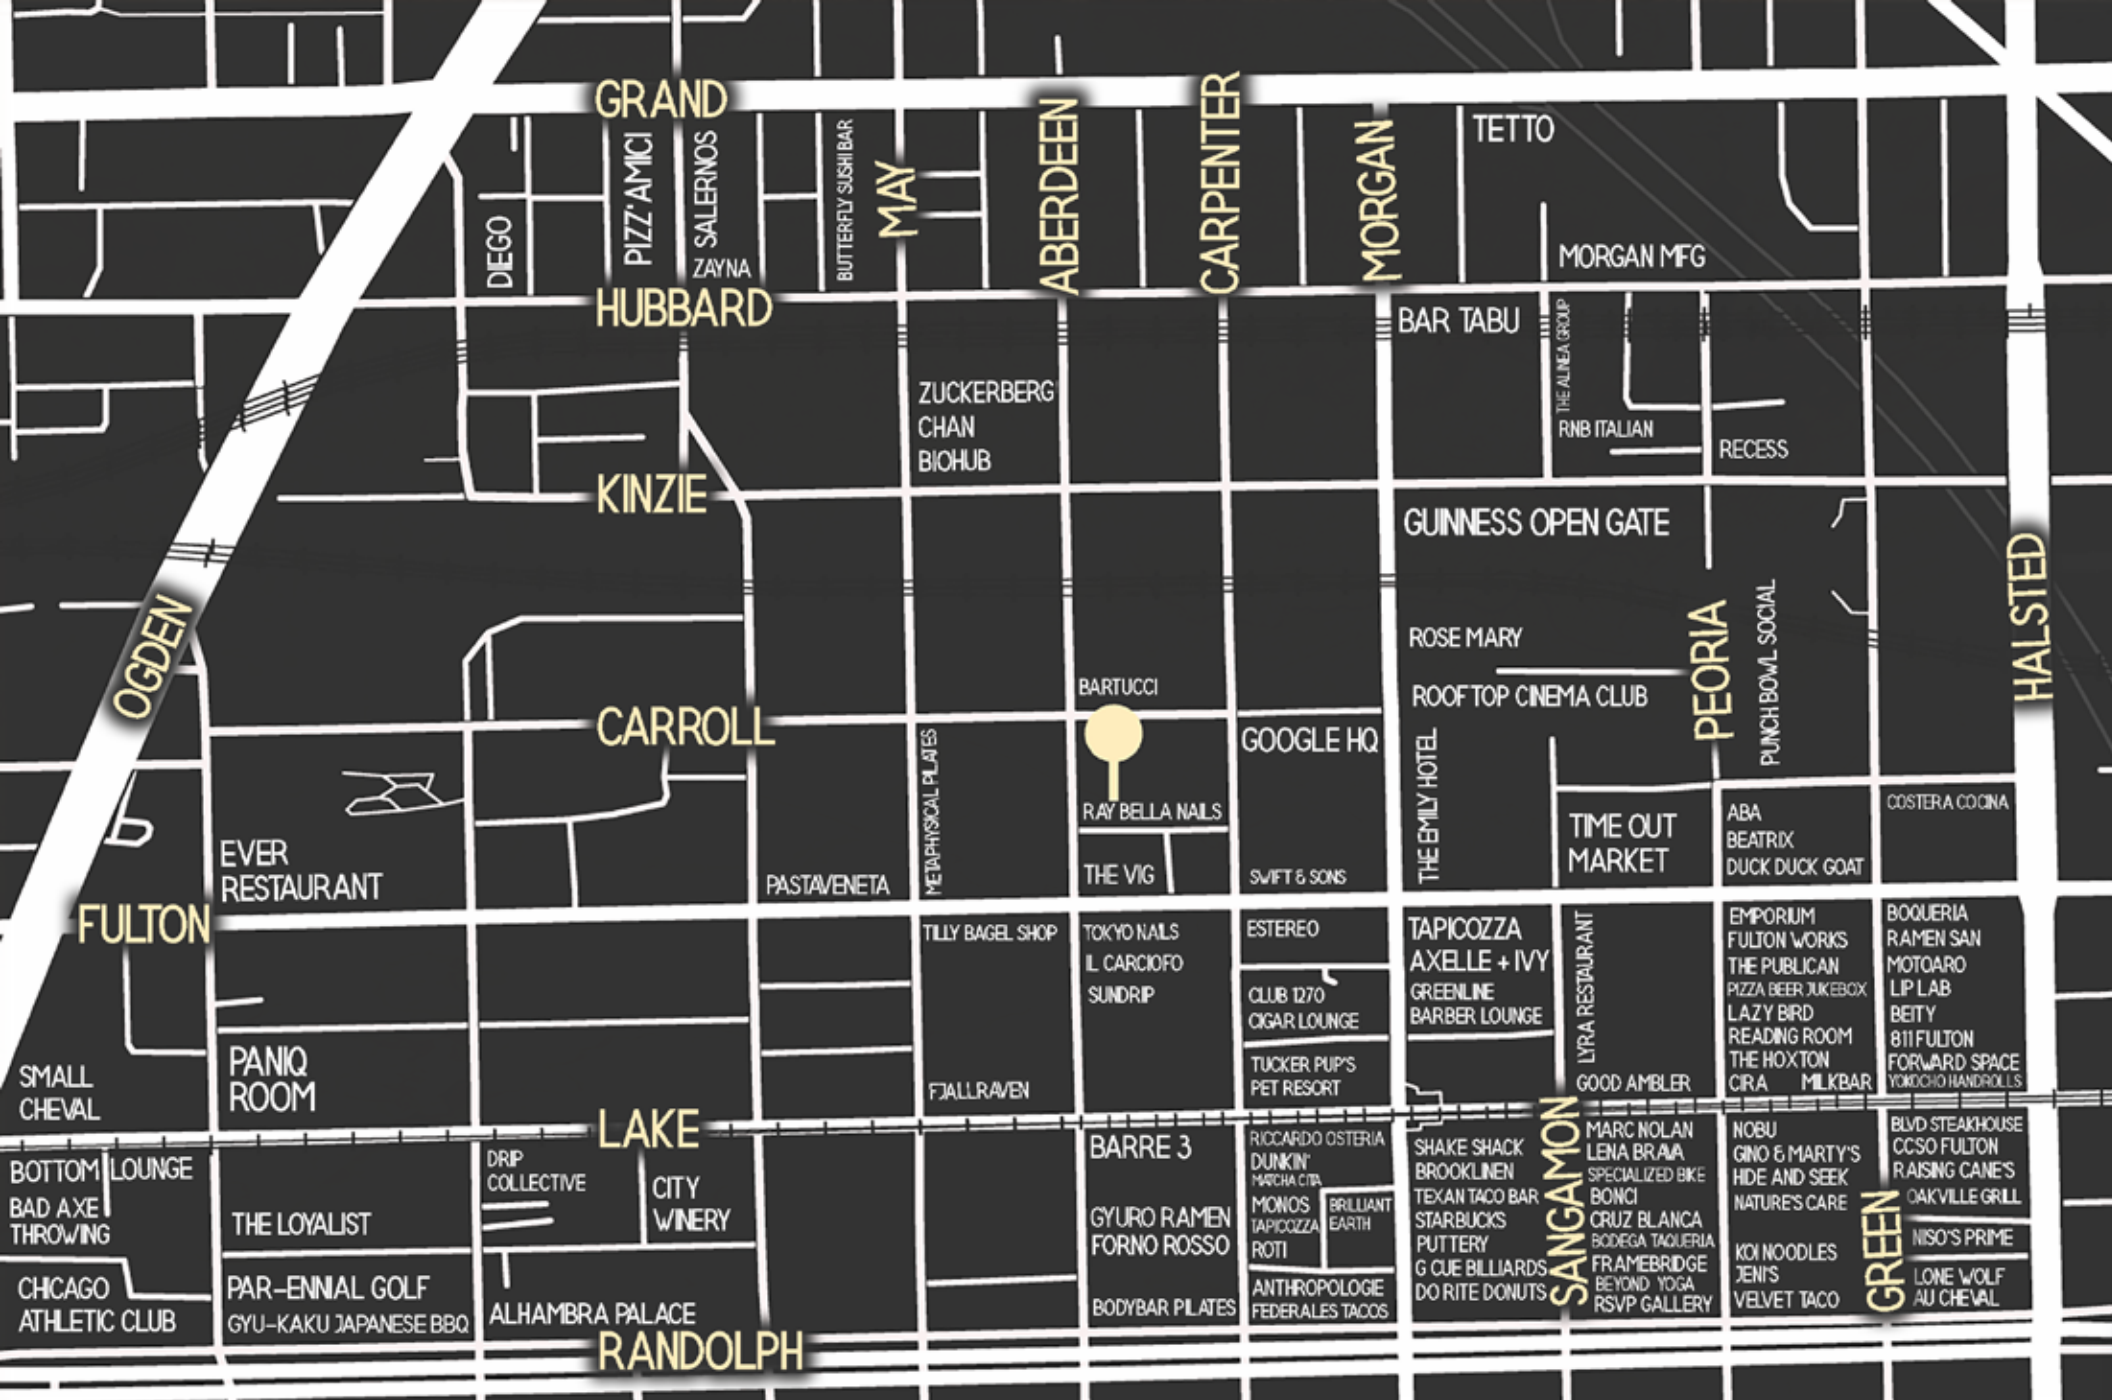 GRAND
PIZZ'AMICI
SALERNOS
BUTTERFLY SUSHI BAR
MAY
ABERDEEN
CARPENTER
MORGAN
TETTO
DIEGO
ZAYNA
MORGAN MFG
HUBBARD
BAR TABU
THE ALINEA GROUP
ZUCKERBERG
CHAN
BIOHUB
RNB ITALIAN
RECESS
KINZIE
GUINNESS OPEN GATE
OGDEN
PEORIA
PUNCH BOWL SOCIAL
HALSTED
ROSE MARY
BARTUCCI
ROOFTOP CINEMA CLUB
CARROLL
METAPHYSICAL PILATES
GOOGLE HQ
THE EMILY HOTEL
RAY BELLA NAILS
TIME OUT
MARKET
ABA
BEATRIX
DUCK DUCK GOAT
COSTERA COCINA
EVER
RESTAURANT
PASTAVENETA
THE VIG
SWIFT & SONS
FULTON
TILLY BAGEL SHOP
TOKYO NAILS
IL CARCIOFO
SUNDRIP
ESTEREO
CLUB 1270
CIGAR LOUNGE
TUCKER PUP'S
PET RESORT
TAPICOZZA
AXELLE + IVY
GREENLINE
BARBER LOUNGE
LYRA RESTAURANT
GOOD AMBLER
EMPORIUM
FULTON WORKS
THE PUBLICAN
PIZZA BEER JUKEBOX
LAZY BIRD
READING ROOM
THE HOXTON
CIRA MILKBAR
BOQUERIA
RAMEN SAN
MOTOARO
LIP LAB
BEITY
811 FULTON
FORWARD SPACE
YOKOCHO HANDROLLS
SMALL
CHEVAL
PANIQ
ROOM
FJALLRAVEN
LAKE
BOTTOM LOUNGE
BAD AXE
THROWING
CHICAGO
ATHLETIC CLUB
THE LOYALIST
PAR-ENNIAL GOLF
GYU-KAKU JAPANESE BBQ
DRIP
COLLECTIVE
CITY
WINERY
ALHAMBRA PALACE
BARRE 3
GYURO RAMEN
FORNO ROSSO
BODYBAR PILATES
RICCARDO OSTERIA
DUNKIN'
MATCHA CITA
MONOS
TAPICOZZA
ROTI
BRILLIANT
EARTH
ANTHROPOLOGIE
FEDERALES TACOS
SHAKE SHACK
BROOKLINEN
TEXAN TACO BAR
STARBUCKS
PUTTERY
G CUE BILLIARDS
DO RITE DONUTS
SANGAMON
MARC NOLAN
LENA BRAVA
SPECIALIZED BIKE
BONCI
CRUZ BLANCA
BODEGA TAQUERIA
FRAMEBRIDGE
BEYOND YOGA
RSVP GALLERY
NOBU
GINO & MARTY'S
HIDE AND SEEK
NATURE'S CARE
KOI NOODLES
JENI'S
VELVET TACO
GREEN
BLVD STEAKHOUSE
CCSO FULTON
RAISING CANE'S
OAKVILLE GRILL
NISO'S PRIME
LONE WOLF
AU CHEVAL
RANDOLPH